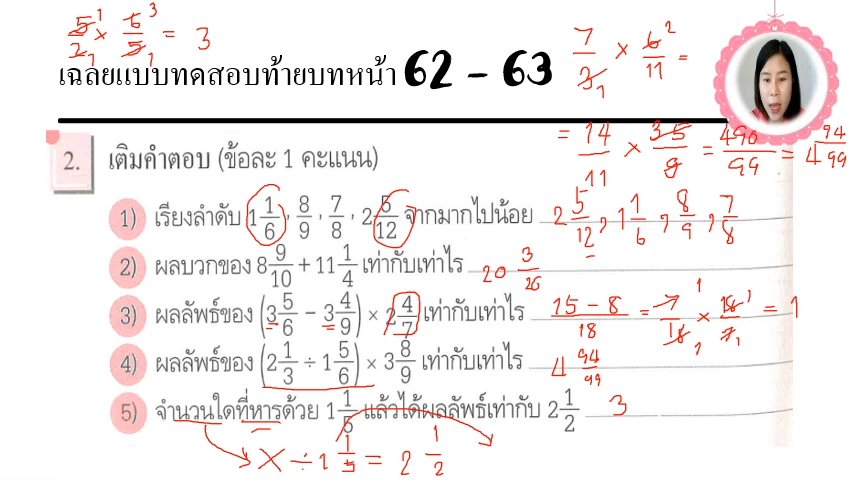 5/2 × 6/5 = 3
7/3 × 6/11 =
เฉลยแบบทดสอบท้ายบทหน้า 62 - 63
= 14/11 × 35/9 = 490/99 = 4 94/99
2. เติมคำตอบ (ข้อละ 1 คะแนน)
1) เรียงลำดับ 1 1/6, 8/9, 7/8, 2 5/12 จากมากไปน้อย 2 5/12, 1 1/6, 8/9, 7/8
2) ผลบวกของ 8 9/10 + 11 1/4 เท่ากับเท่าไร 20 3/20
3) ผลลัพธ์ของ (3 5/6 - 3 4/9) × 2 4/7 เท่ากับเท่าไร 15 - 8/18 = 7/18 × 18/7 = 1
4) ผลลัพธ์ของ (2 1/3 ÷ 1 5/6) × 3 8/9 เท่ากับเท่าไร 4 94/99
5) จำนวนใดที่หารด้วย 1 1/5 แล้วได้ผลลัพธ์เท่ากับ 2 1/2 3
X ÷ 1 1/5 = 2 1/2